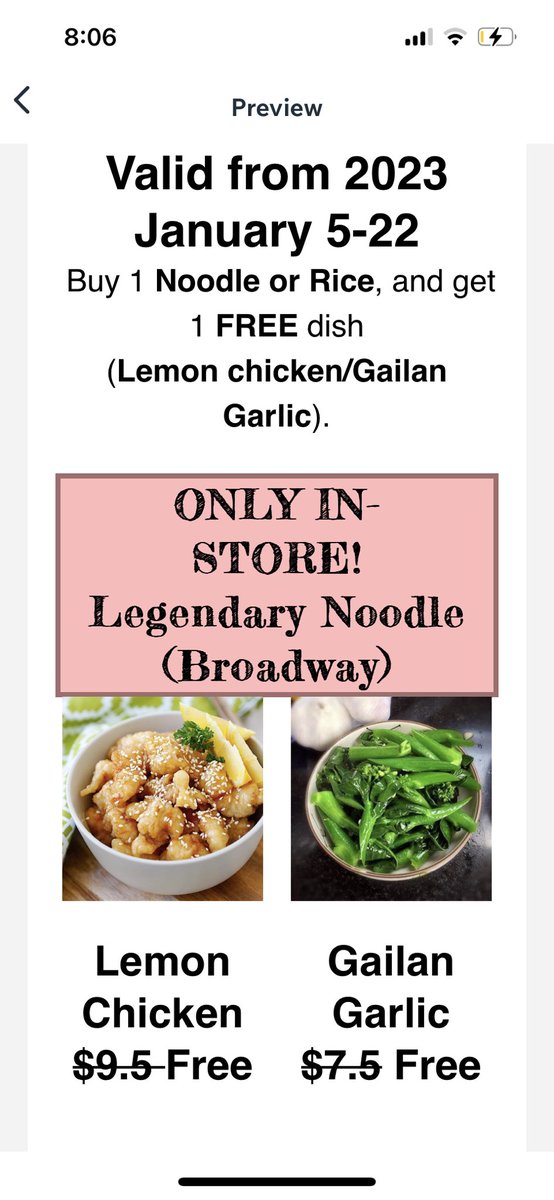 8:06
Preview
Valid from 2023
January 5-22
Buy 1 Noodle or Rice, and get
1 FREE dish
(Lemon chicken/Gailan
Garlic).
ONLY IN-
STORE!
Legendary Noodle
(Broadway)
Lemon
Chicken
$9.5 Free
Gailan
Garlic
$7.5 Free